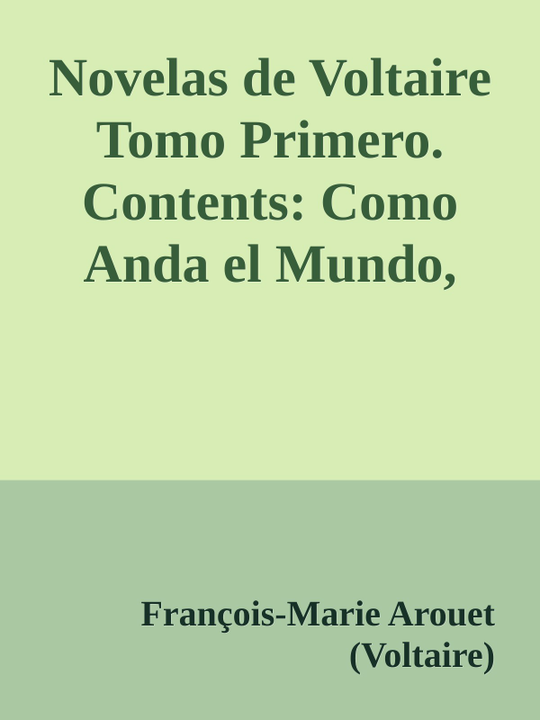 Novelas de Voltaire
Tomo Primero.
Contents: Como
Anda el Mundo,
François-Marie Arouet
(Voltaire)